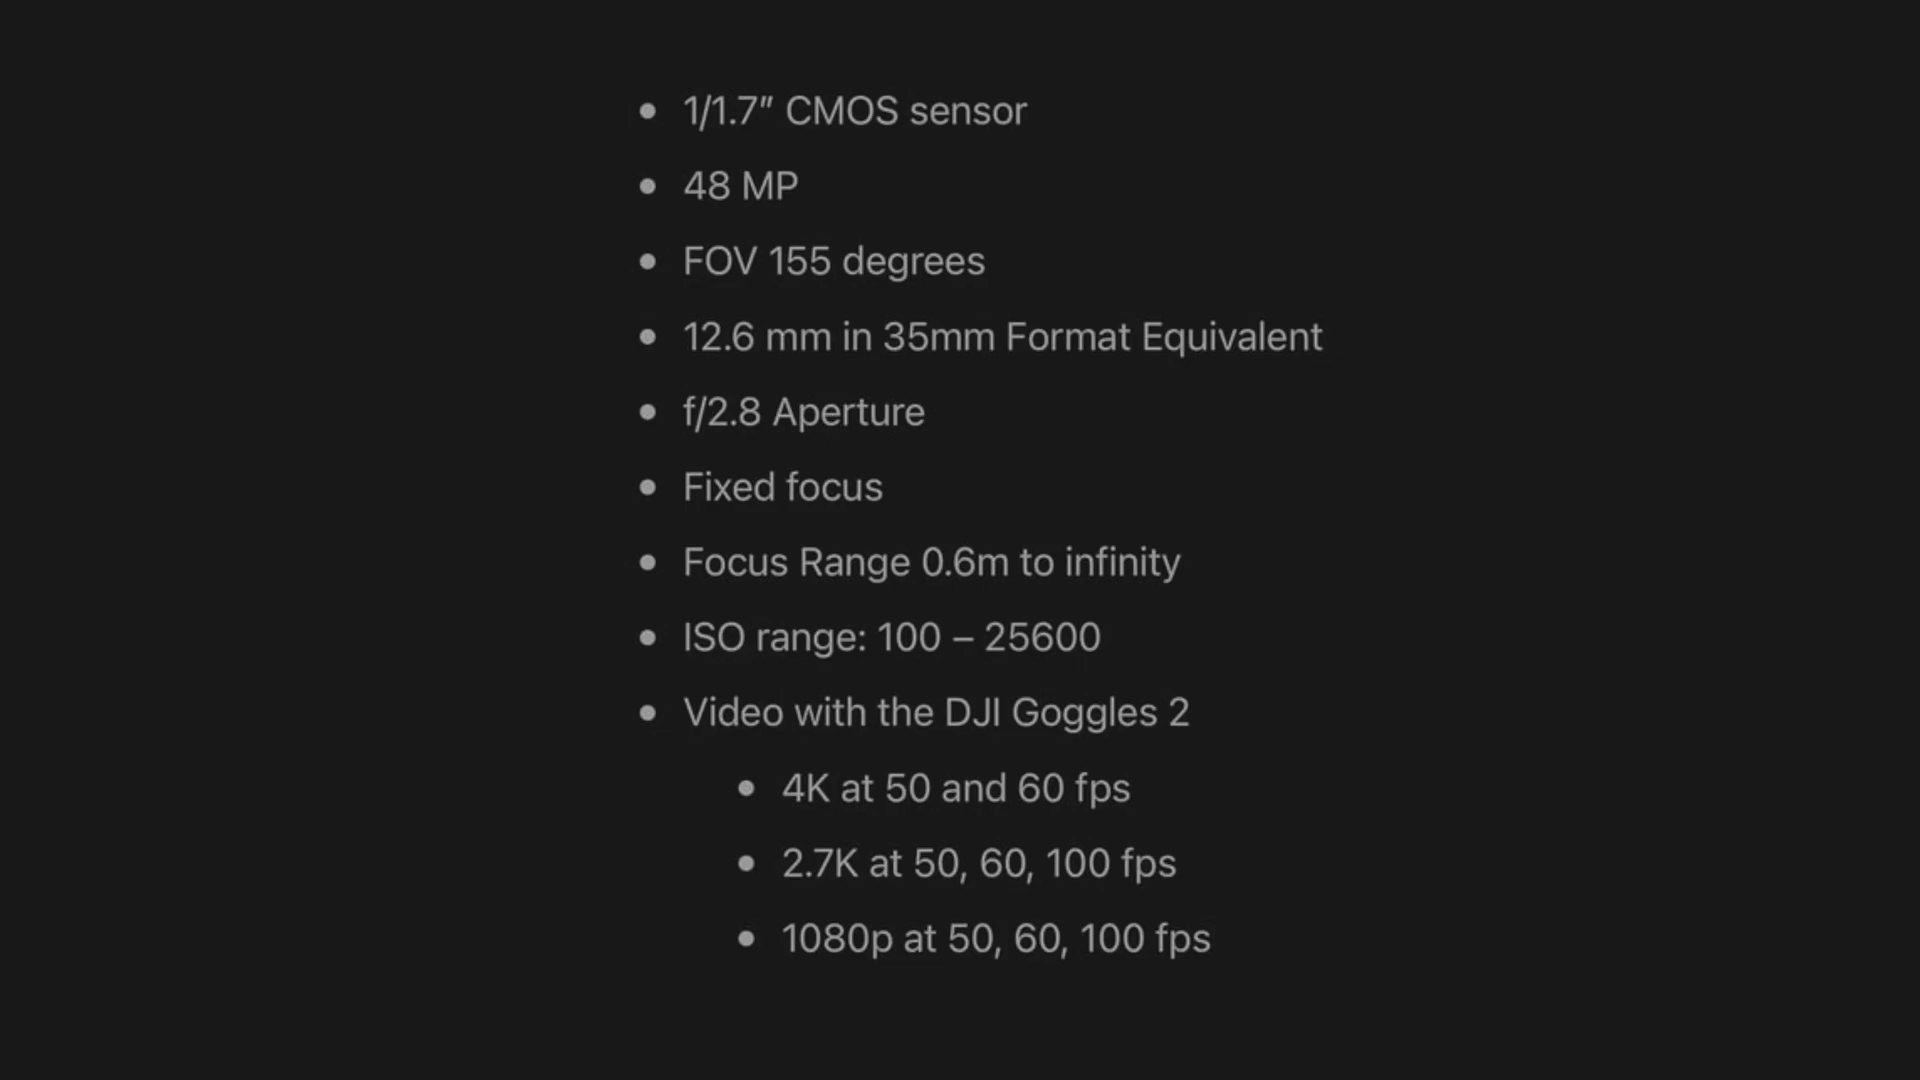 • 1/1.7” CMOS sensor
• 48 MP
• FOV 155 degrees
• 12.6 mm in 35mm Format Equivalent
• f/2.8 Aperture
• Fixed focus
• Focus Range 0.6m to infinity
• ISO range: 100 – 25600
• Video with the DJI Goggles 2
• 4K at 50 and 60 fps
• 2.7K at 50, 60, 100 fps
• 1080p at 50, 60, 100 fps